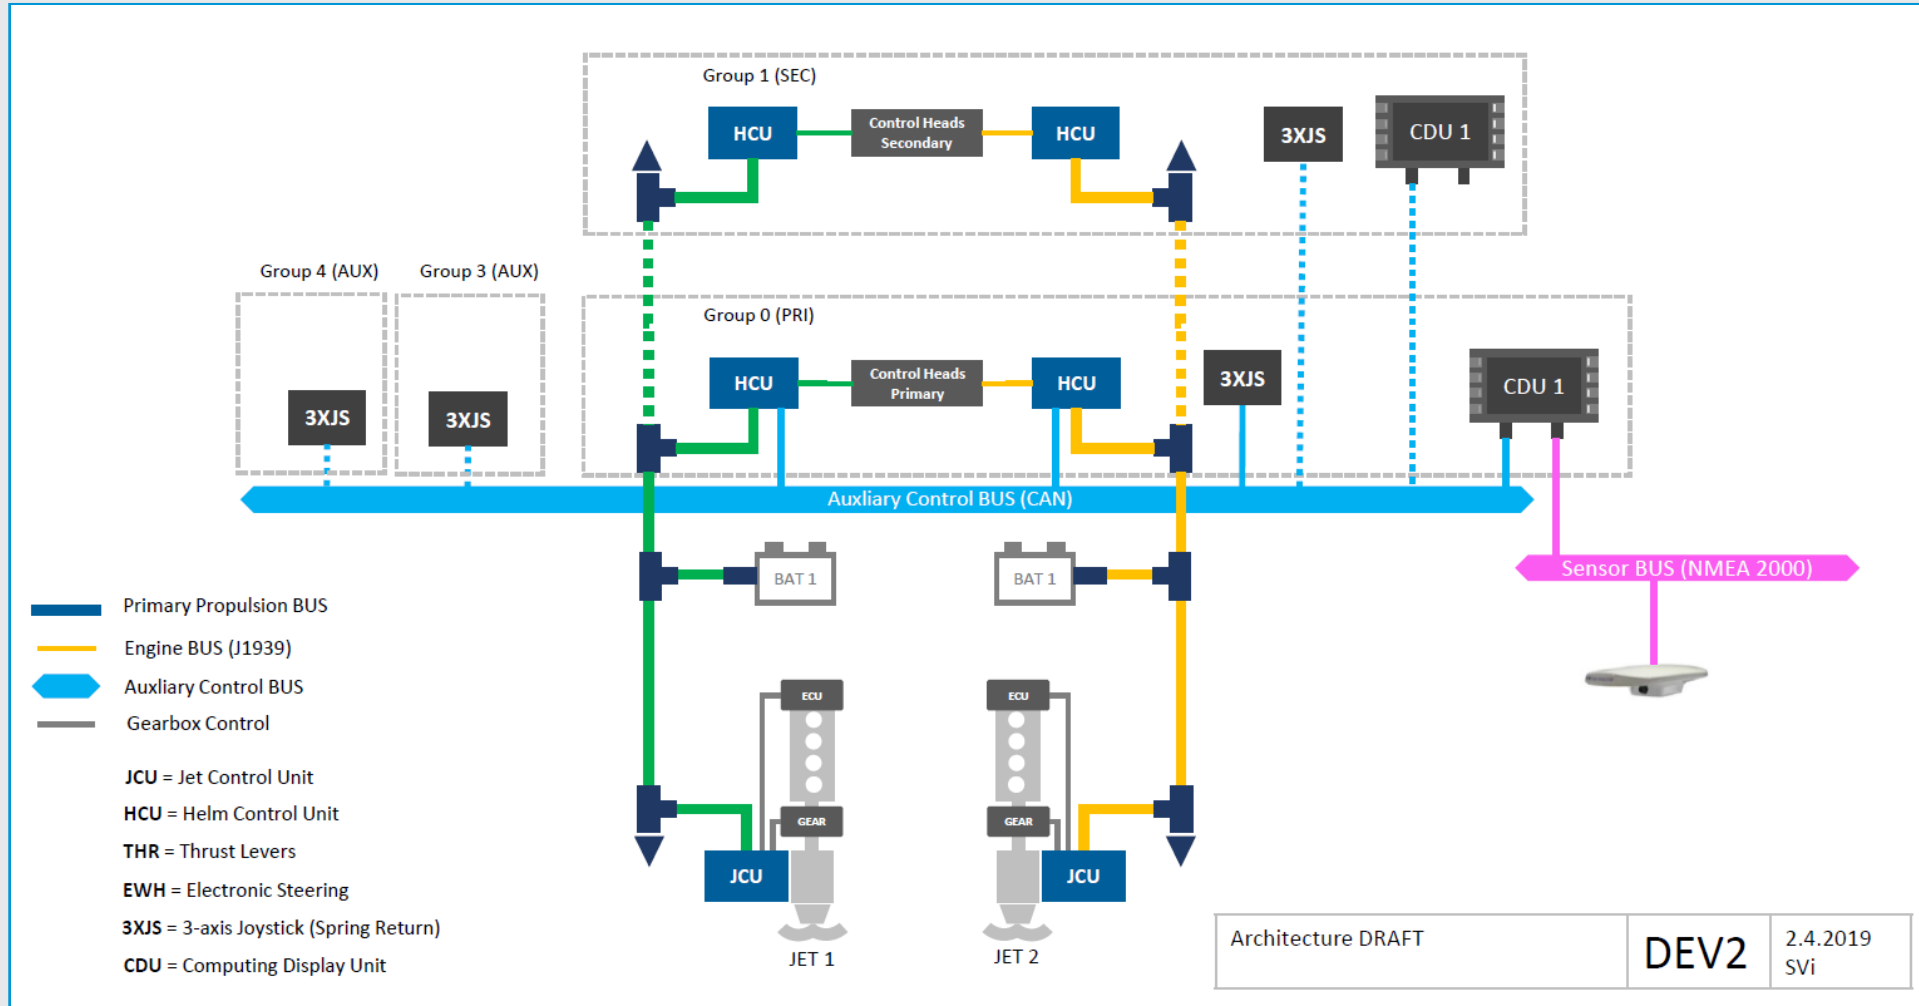 Group 1 (SEC)
HCU
Control Heads
Secondary
HCU
3XJS
CDU 1
Group 4 (AUX)
Group 3 (AUX)
Group 0 (PRI)
3XJS
3XJS
HCU
Control Heads
Primary
HCU
3XJS
CDU 1
Auxliary Control BUS (CAN)
BAT 1
BAT 1
Sensor BUS (NMEA 2000)
Primary Propulsion BUS
Engine BUS (J1939)
Auxliary Control BUS
Gearbox Control
JCU = Jet Control Unit
HCU = Helm Control Unit
THR = Thrust Levers
EWH = Electronic Steering
3XJS = 3-axis Joystick (Spring Return)
CDU = Computing Display Unit
ECU
GEAR
JCU
JET 1
ECU
GEAR
JCU
JET 2
Architecture DRAFT
DEV2
2.4.2019
SVi